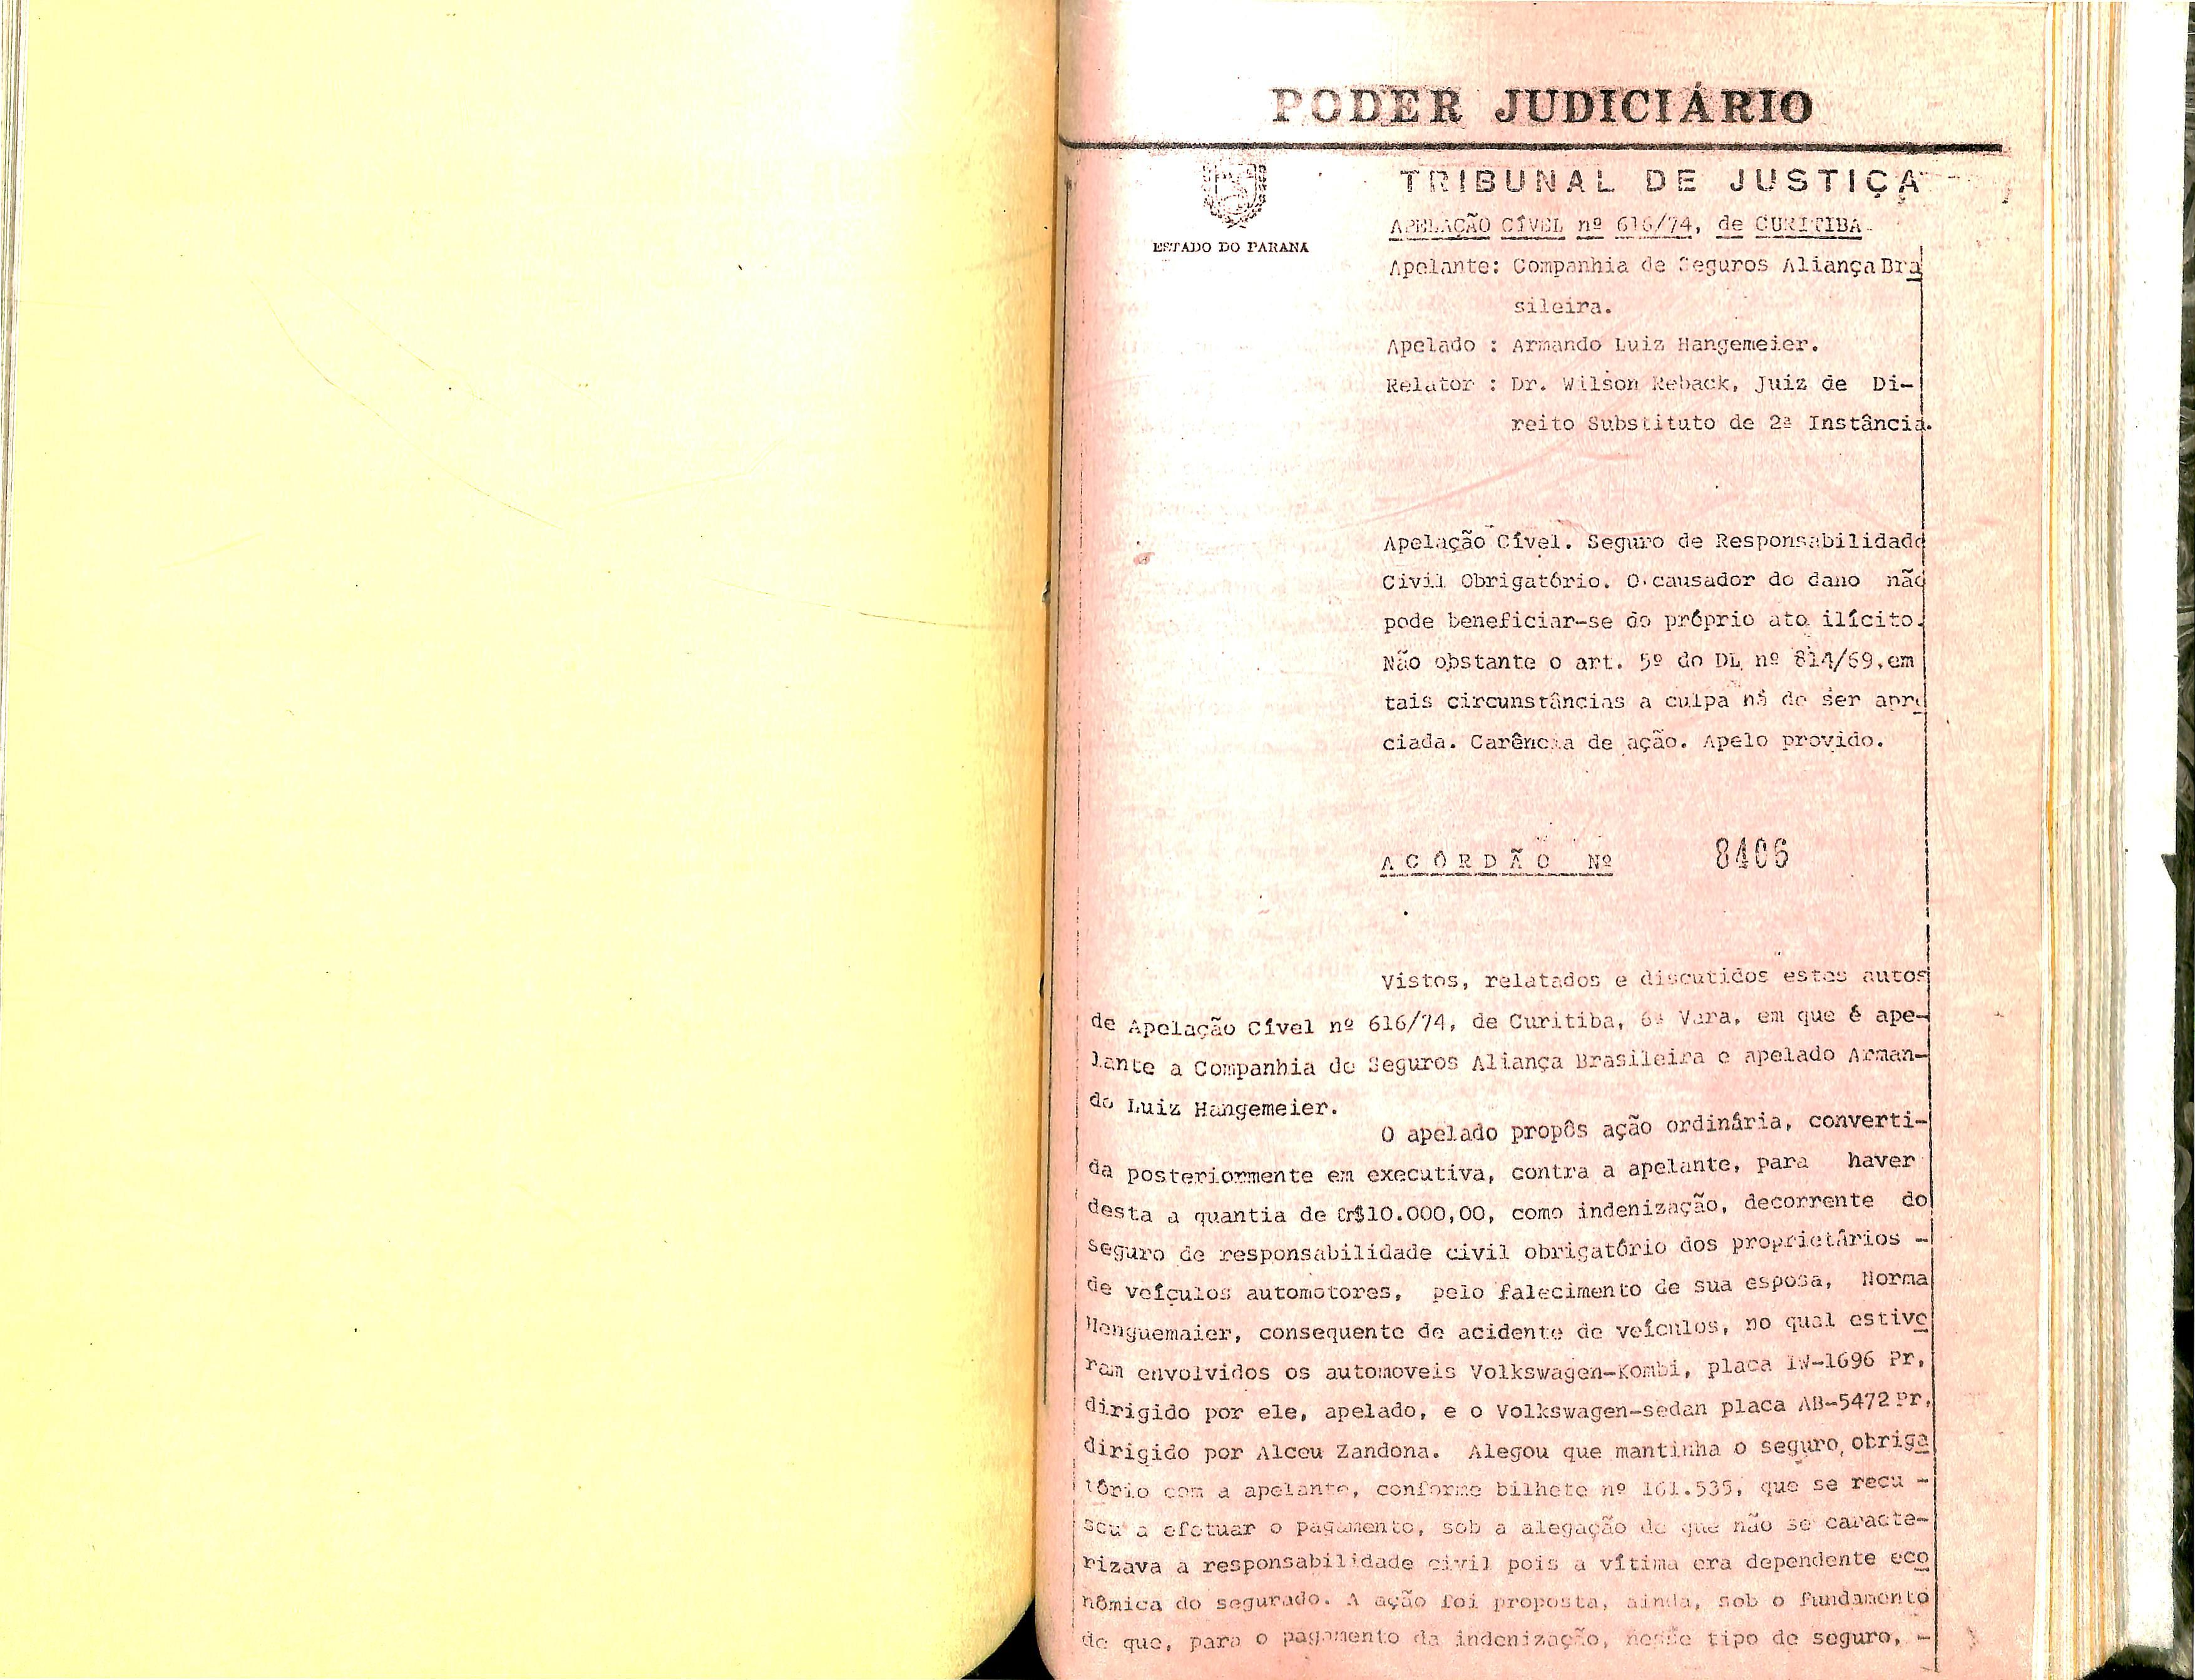 PODER JUDICIÁRIO
TRIBUNAL DE JUSTIÇA
ESTADO DO PARANÁ
APELAÇÃO CÍVEL nº 616/74, de CURITIBA.
Apelante: Companhia de Seguros Aliança Bra
sileira.
Apelado : Armando Luiz Hangemeier.
Relator : Dr. Wilson Reback, Juiz de Di-
reito Substituto de 2ª Instância.
Apelação Cível. Seguro de Responsabilidade
Civil Obrigatório. O causador do dano não
pode beneficiar-se do próprio ato ilícito.
Não obstante o art. 5º do DL nº 814/69, em
tais circunstâncias a culpa há de ser apre
ciada. Carência de ação. Apelo provido.
ACÓRDÃO Nº 8406
Vistos, relatados e discutidos estes autos
de Apelação Cível nº 616/74, de Curitiba, 6ª Vara, em que é ape-
lante a Companhia de Seguros Aliança Brasileira e apelado Arman-
do Luiz Hangemeier.
O apelado propôs ação ordinária, converti-
da posteriormente em executiva, contra a apelante, para haver
desta a quantia de Cr$10.000,00, como indenização, decorrente do
seguro de responsabilidade civil obrigatório dos proprietários -
de veículos automotores, pelo falecimento de sua esposa, Norma
Henguemaier, consequente de acidente de veículos, no qual estive
ram envolvidos os automoveis Volkswagen-Kombi, placa IW-1696 Pr,
dirigido por ele, apelado, e o Volkswagen-sedan placa AB-5472 Pr,
dirigido por Alceu Zandona. Alegou que mantinha o seguro obriga
tório com a apelante, conforme bilhete nº 161.535, que se recu -
sou a efetuar o pagamento, sob a alegação de que não se caracte-
rizava a responsabilidade civil pois a vítima era dependente eco
nômica do segurado. A ação foi proposta, ainda, sob o fundamento
de que, para o pagamento da indenização, nesse tipo de seguro, -